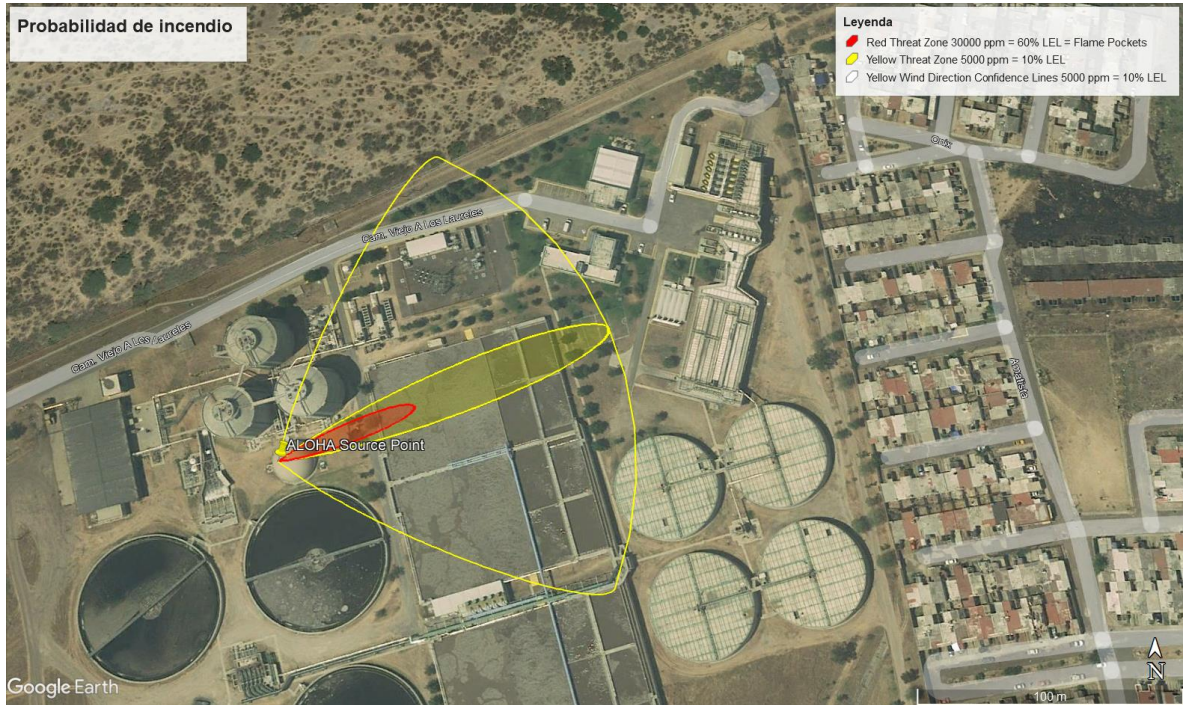 Probabilidad de incendio
Leyenda
Red Threat Zone 30000 ppm = 60% LEL = Flame Pockets
Yellow Threat Zone 5000 ppm = 10% LEL
Yellow Wind Direction Confidence Lines 5000 ppm = 10% LEL
Onix
Cam. Viejo A Los Laureles
Cam. Viejo A Los Laureles
Amatista
ALOHA Source Point
N
Google Earth
100 m